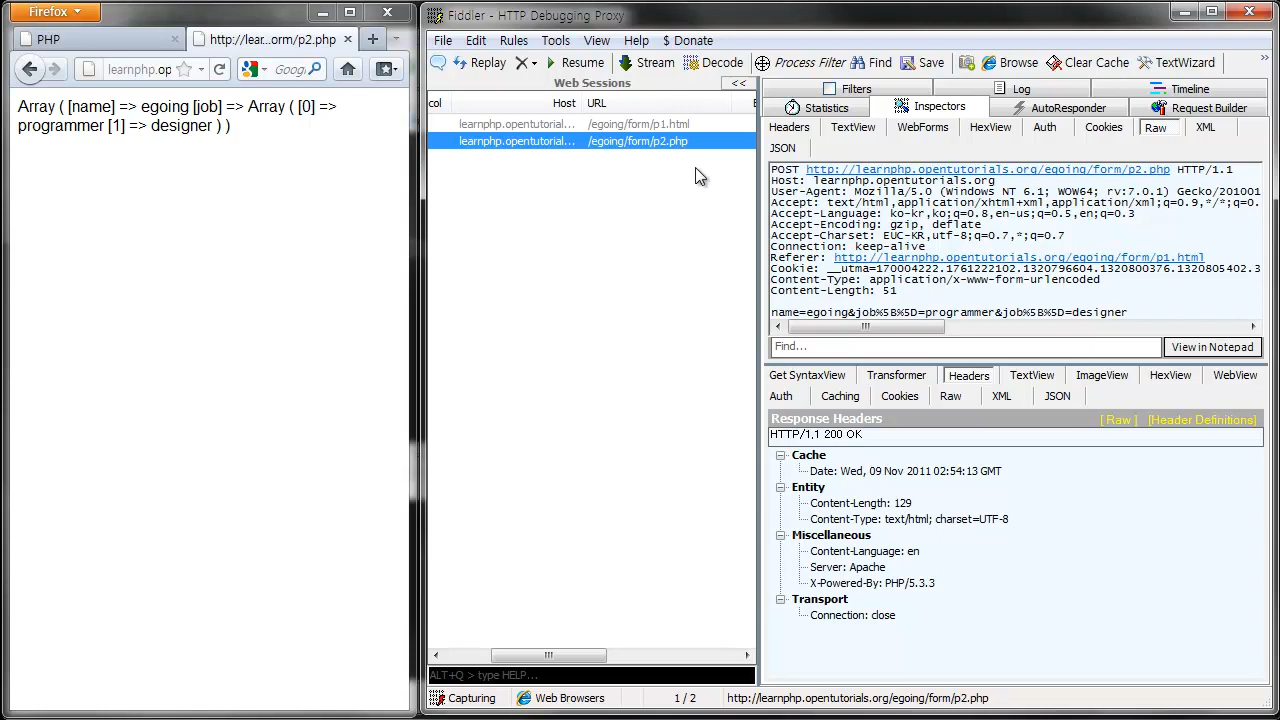 Firefox
PHP
http://lear...orm/p2.php
learnphp.op
Goog
Array ( [name] => egoing [job] => Array ( [0] =>
programmer [1] => designer ) )
Fiddler - HTTP Debugging Proxy
File Edit Rules Tools View Help $ Donate
Replay Resume Stream Decode Process Filter Find Save Browse Clear Cache TextWizard »
Web Sessions <<
col Host URL
learnphp.opentutorial... /egoing/form/p1.html
learnphp.opentutorial... /egoing/form/p2.php
ALT+Q > type HELP...
Filters Log Timeline
Statistics Inspectors AutoResponder Request Builder
Headers TextView WebForms HexView Auth Cookies Raw XML
JSON
POST http://learnphp.opentutorials.org/egoing/form/p2.php HTTP/1.1
Host: learnphp.opentutorials.org
User-Agent: Mozilla/5.0 (Windows NT 6.1; WOW64; rv:7.0.1) Gecko/201001
Accept: text/html,application/xhtml+xml,application/xml;q=0.9,*/*;q=0.
Accept-Language: ko-kr,ko;q=0.8,en-us;q=0.5,en;q=0.3
Accept-Encoding: gzip, deflate
Accept-Charset: EUC-KR,utf-8;q=0.7,*;q=0.7
Connection: keep-alive
Referer: http://learnphp.opentutorials.org/egoing/form/p1.html
Cookie: __utma=170004222.1761222102.1320796604.1320800376.1320805402.3
Content-Type: application/x-www-form-urlencoded
Content-Length: 51
name=egoing&job%5B%5D=programmer&job%5B%5D=designer
Find... View in Notepad
Get SyntaxView Transformer Headers TextView ImageView HexView WebView
Auth Caching Cookies Raw XML JSON
Response Headers [ Raw ] [Header Definitions]
HTTP/1.1 200 OK
Cache
Date: Wed, 09 Nov 2011 02:54:13 GMT
Entity
Content-Length: 129
Content-Type: text/html; charset=UTF-8
Miscellaneous
Content-Language: en
Server: Apache
X-Powered-By: PHP/5.3.3
Transport
Connection: close
Capturing Web Browsers 1 / 2 http://learnphp.opentutorials.org/egoing/form/p2.php